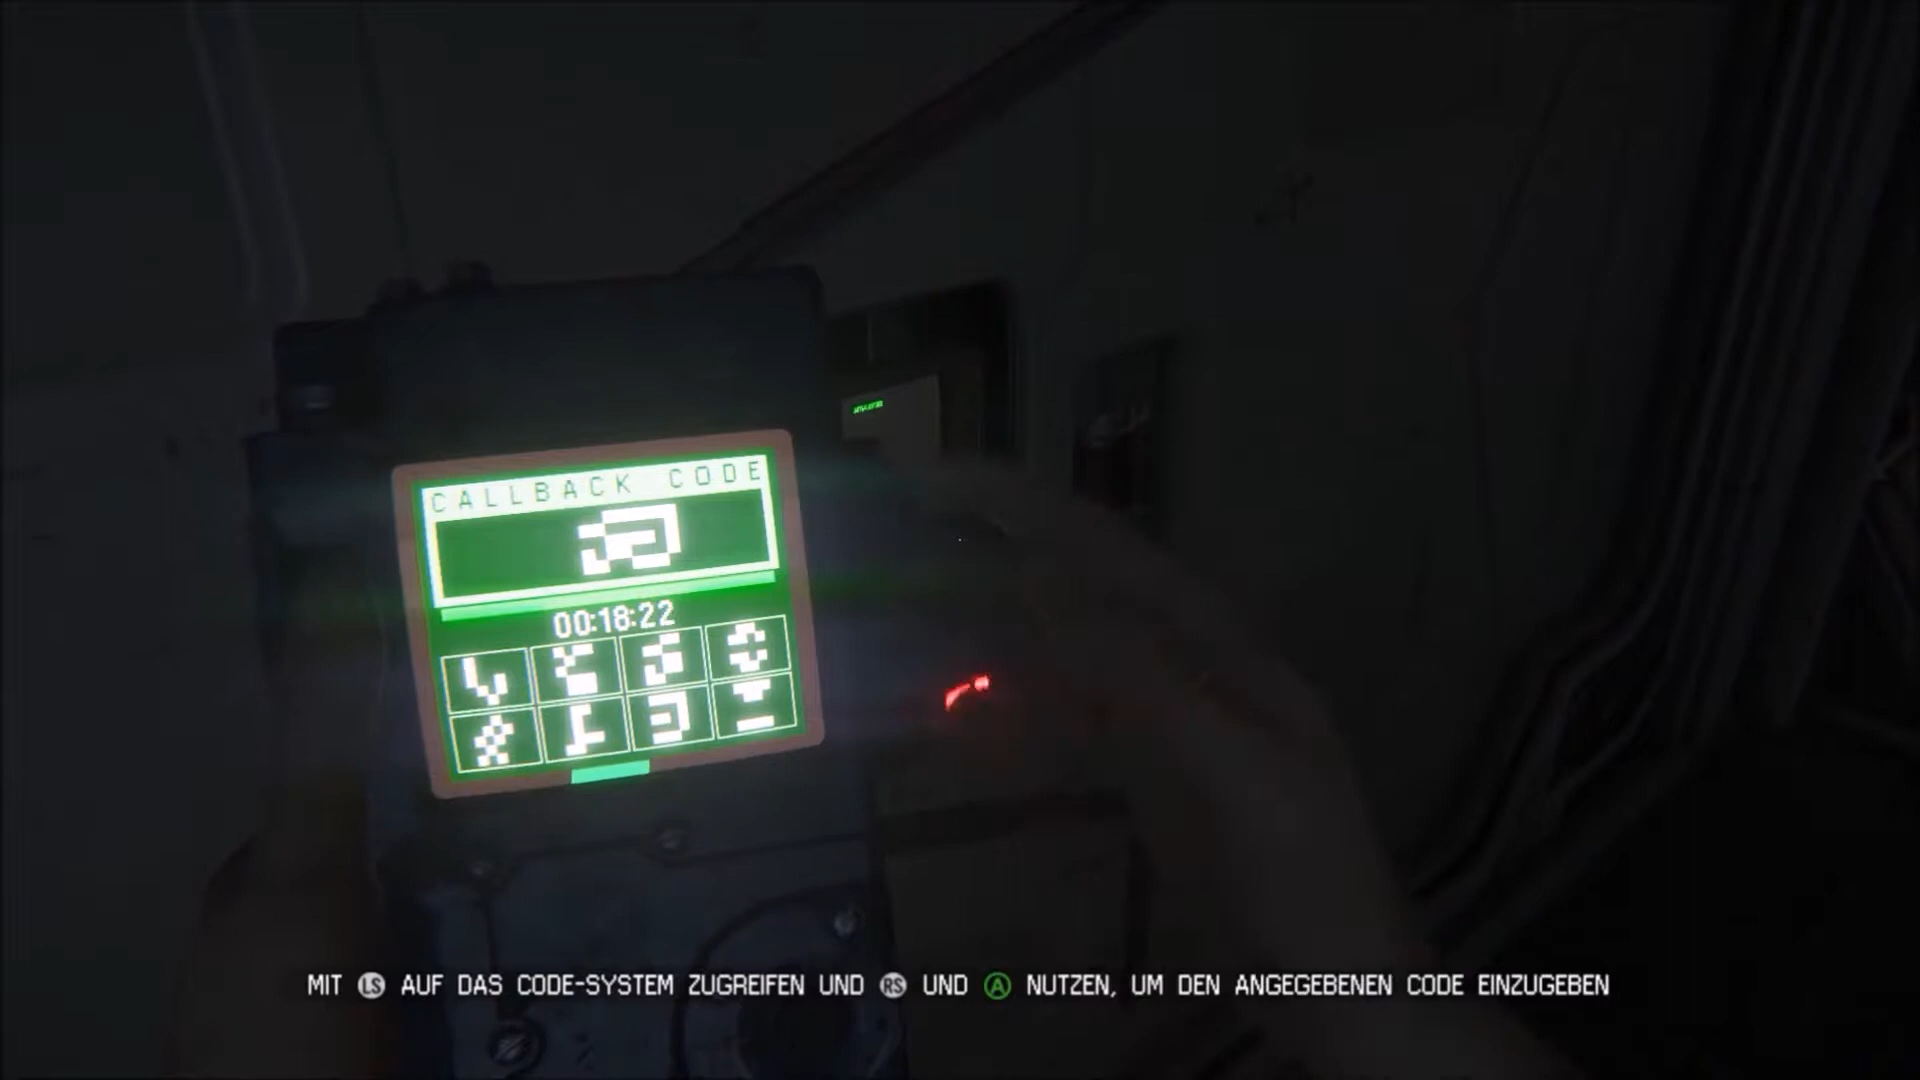 CALLBACK CODE
00:18:22
MIT LS AUF DAS CODE-SYSTEM ZUGREIFEN UND RS UND A NUTZEN, UM DEN ANGEGEBENEN CODE EINZUGEBEN